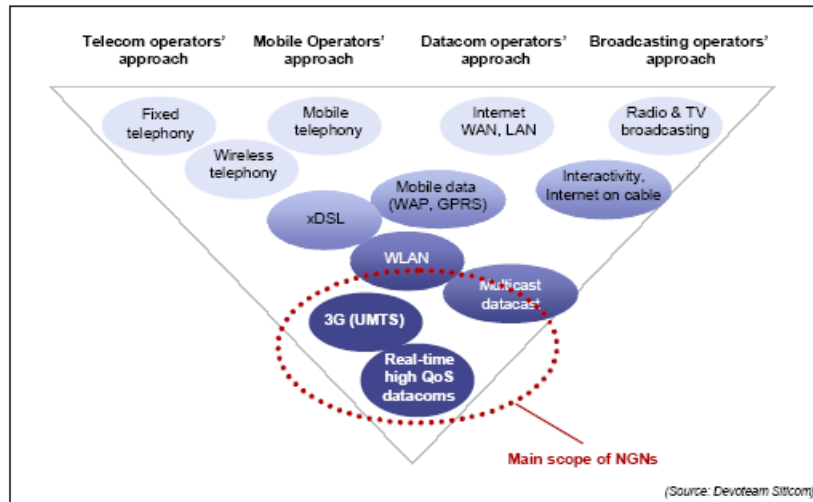 Telecom operators'
approach
Mobile Operators'
approach
Datacom operators'
approach
Broadcasting operators'
approach
Fixed
telephony
Mobile
telephony
Internet
WAN, LAN
Radio & TV
broadcasting
Wireless
telephony
Mobile data
(WAP, GPRS)
Interactivity,
Internet on cable
xDSL
WLAN
Multicast
datacast
3G (UMTS)
Real-time
high QoS
datacoms
Main scope of NGNs
(Source: Devoteam Siticom)